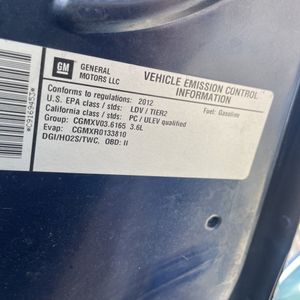 GM
GENERAL
MOTORS LLC
VEHICLE EMISSION CONTROL
INFORMATION
Conforms to regulations: 2012
Fuel: Gasoline
U.S. EPA class / stds: LDV / TIER2
California class / stds: PC / ULEV qualified
Group: CGMXV03.6165 3.6L
Evap: CGMXR0133810
DGI/HO2S/TWC, OBD: II